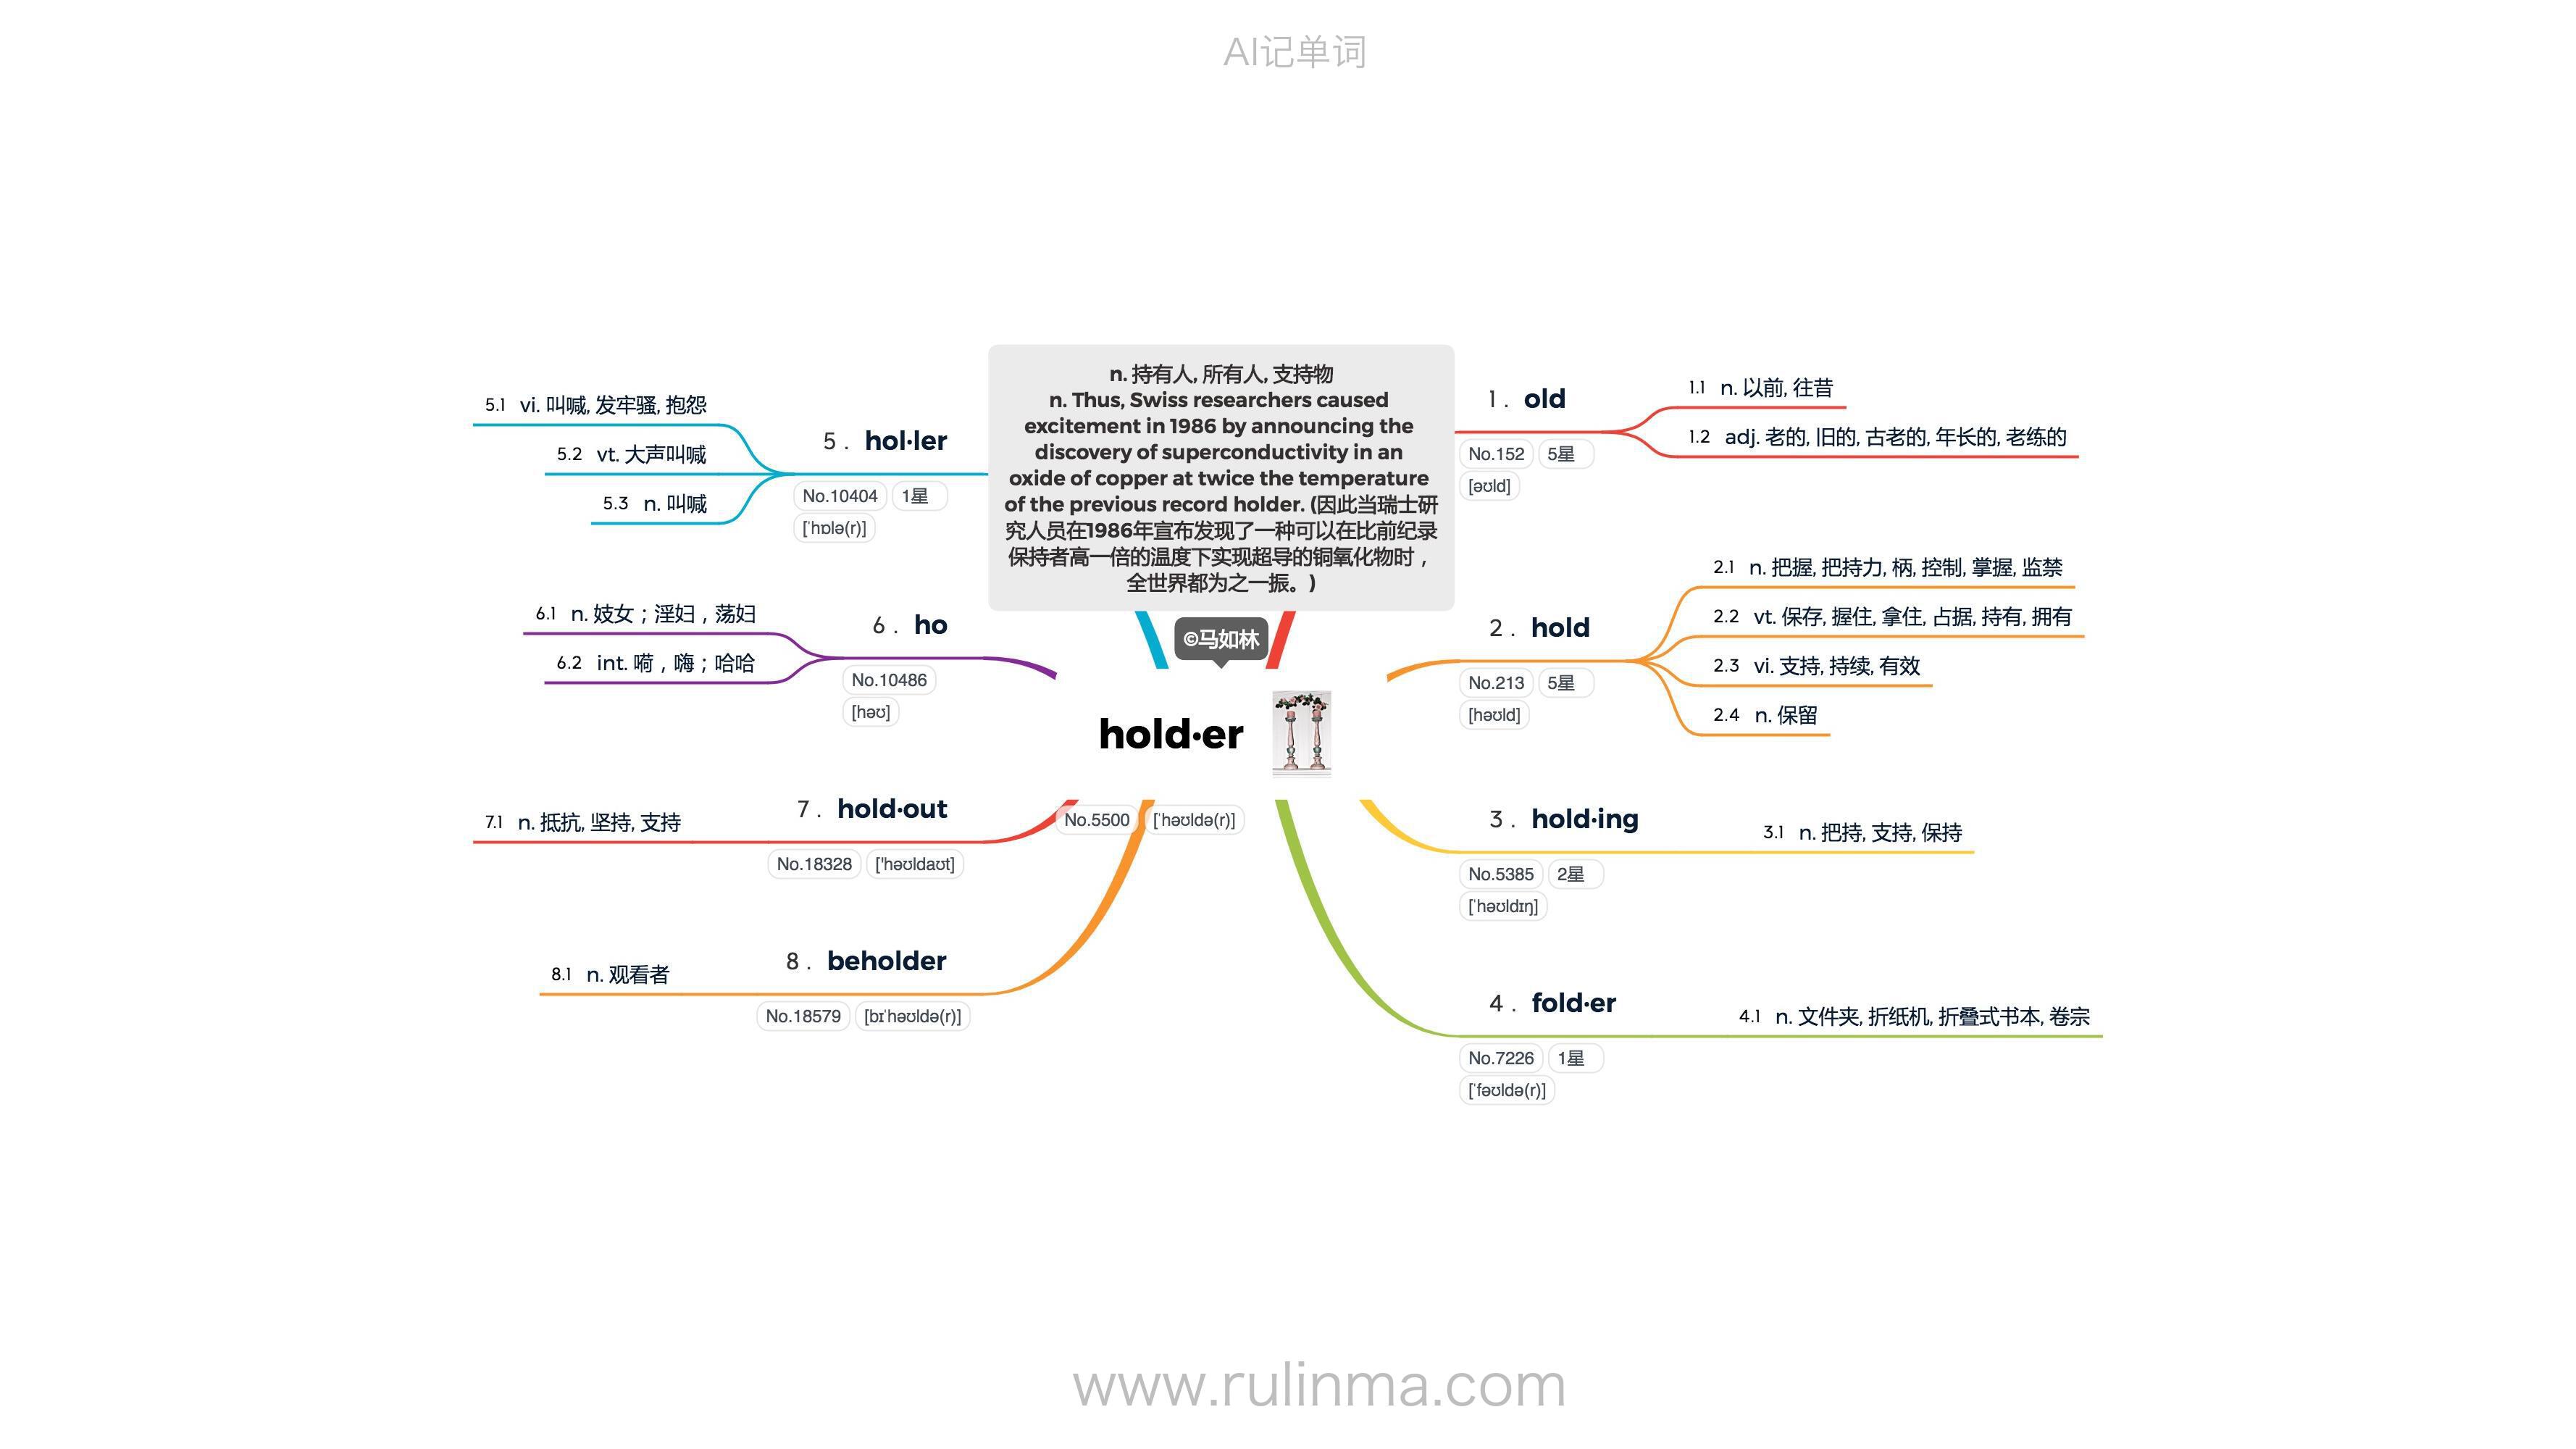 AI记单词
n. 持有人, 所有人, 支持物
n. Thus, Swiss researchers caused
excitement in 1986 by announcing the
discovery of superconductivity in an
oxide of copper at twice the temperature
of the previous record holder. (因此当瑞士研
究人员在1986年宣布发现了一种可以在比前纪录
保持者高一倍的温度下实现超导的铜氧化物时，
全世界都为之一振。)
©马如林
hold·er
No.5500 [ˈhəʊldə(r)]
1 . old
No.152 5星
[əʊld]
1.1 n. 以前, 往昔
1.2 adj. 老的, 旧的, 古老的, 年长的, 老练的
2 . hold
No.213 5星
[həʊld]
2.1 n. 把握, 把持力, 柄, 控制, 掌握, 监禁
2.2 vt. 保存, 握住, 拿住, 占据, 持有, 拥有
2.3 vi. 支持, 持续, 有效
2.4 n. 保留
3 . hold·ing
No.5385 2星
[ˈhəʊldɪŋ]
3.1 n. 把持, 支持, 保持
4 . fold·er
No.7226 1星
[ˈfəʊldə(r)]
4.1 n. 文件夹, 折纸机, 折叠式书本, 卷宗
5 . hol·ler
No.10404 1星
[ˈhɒlə(r)]
5.1 vi. 叫喊, 发牢骚, 抱怨
5.2 vt. 大声叫喊
5.3 n. 叫喊
6 . ho
No.10486
[həʊ]
6.1 n. 妓女；淫妇，荡妇
6.2 int. 嗬，嗨；哈哈
7 . hold·out
No.18328 ['həʊldaʊt]
7.1 n. 抵抗, 坚持, 支持
8 . beholder
No.18579 [bɪˈhəʊldə(r)]
8.1 n. 观看者
www.rulinma.com